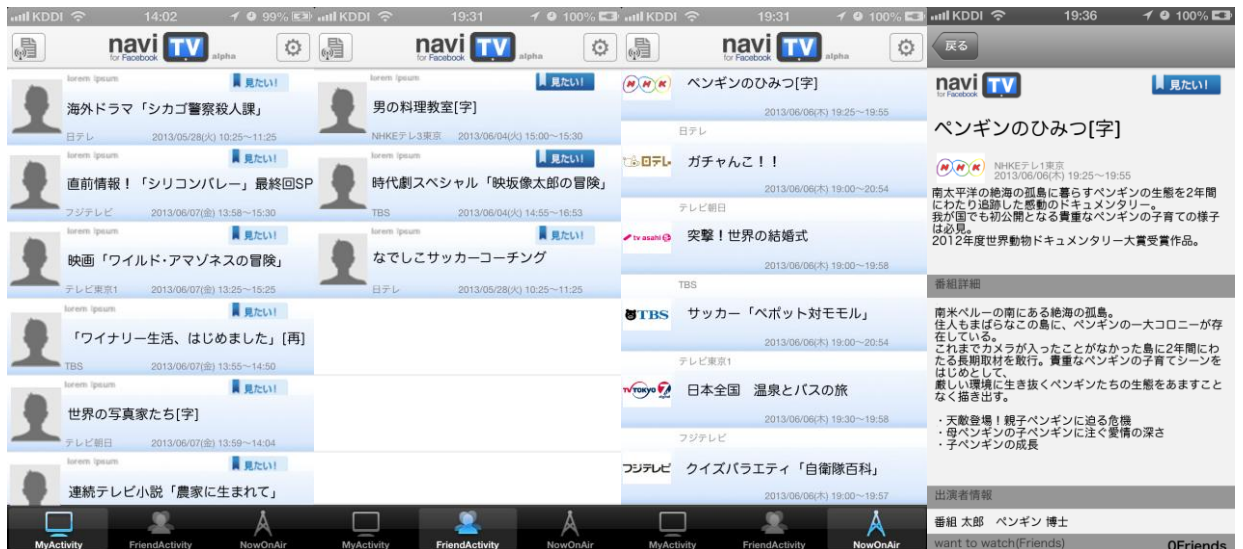 KDDI 14:02 99%
navi TV
for Facebook alpha
lorem ipsum 見たい!
海外ドラマ「シカゴ警察殺人課」
日テレ 2013/05/28(火) 10:25～11:25
lorem ipsum 見たい!
直前情報！「シリコンバレー」最終回SP
フジテレビ 2013/06/07(金) 13:58～15:30
lorem ipsum 見たい!
映画「ワイルド・アマゾネスの冒険」
テレビ東京1 2013/06/07(金) 13:25～15:25
lorem ipsum 見たい!
「ワイナリー生活、はじめました」[再]
TBS 2013/06/07(金) 13:55～14:50
lorem ipsum 見たい!
世界の写真家たち[字]
テレビ朝日 2013/06/07(金) 13:59～14:04
lorem ipsum 見たい!
連続テレビ小説「農家に生まれて」
MyActivity FriendActivity NowOnAir
KDDI 19:31 100%
navi TV
for Facebook alpha
lorem ipsum 見たい!
男の料理教室[字]
NHKEテレ3東京 2013/06/04(火) 15:00～15:30
lorem ipsum 見たい!
時代劇スペシャル「映坂像太郎の冒険」
TBS 2013/06/04(火) 14:55～16:53
lorem ipsum 見たい!
なでしこサッカーコーチング
日テレ 2013/05/28(火) 10:25～11:25
MyActivity FriendActivity NowOnAir
KDDI 19:31 100%
navi TV
for Facebook alpha
NHK ペンギンのひみつ[字]
2013/06/06(木) 19:25～19:55
日テレ
日テレ ガチャんこ！！
2013/06/06(木) 19:00～20:54
テレビ朝日
tv asahi 突撃！世界の結婚式
2013/06/06(木) 19:00～19:58
TBS
TBS サッカー「ペポット対モモル」
2013/06/06(木) 19:00～20:54
テレビ東京1
TV TOKYO 7 日本全国　温泉とバスの旅
2013/06/06(木) 19:30～19:58
フジテレビ
フジテレビ クイズバラエティ「自衛隊百科」
2013/06/06(木) 19:00～19:57
MyActivity FriendActivity NowOnAir
KDDI 19:36 100%
戻る
navi TV 見たい!
for Facebook
ペンギンのひみつ[字]
NHK NHKEテレ1東京
2013/06/06(木) 19:25～19:55
南太平洋の絶海の孤島に暮らすペンギンの生態を2年間
にわたり追跡した感動のドキュメンタリー。
我が国でも初公開となる貴重なペンギンの子育ての様子
は必見。
2012年度世界動物ドキュメンタリー大賞受賞作品。
番組詳細
南米ペルーの南にある絶海の孤島。
住人もまばらなこの島に、ペンギンの一大コロニーが存
在している。
これまでカメラが入ったことがなかった島に2年間にわ
たる長期取材を敢行。貴重なペンギンの子育てシーンを
はじめとして、
厳しい環境に生き抜くペンギンたちの生態をあますこと
なく描き出す。
・天敵登場！親子ペンギンに迫る危機
・母ペンギンの子ペンギンに注ぐ愛情の深さ
・子ペンギンの成長
出演者情報
番組 太郎　ペンギン 博士
want to watch(Friends) 0Friends